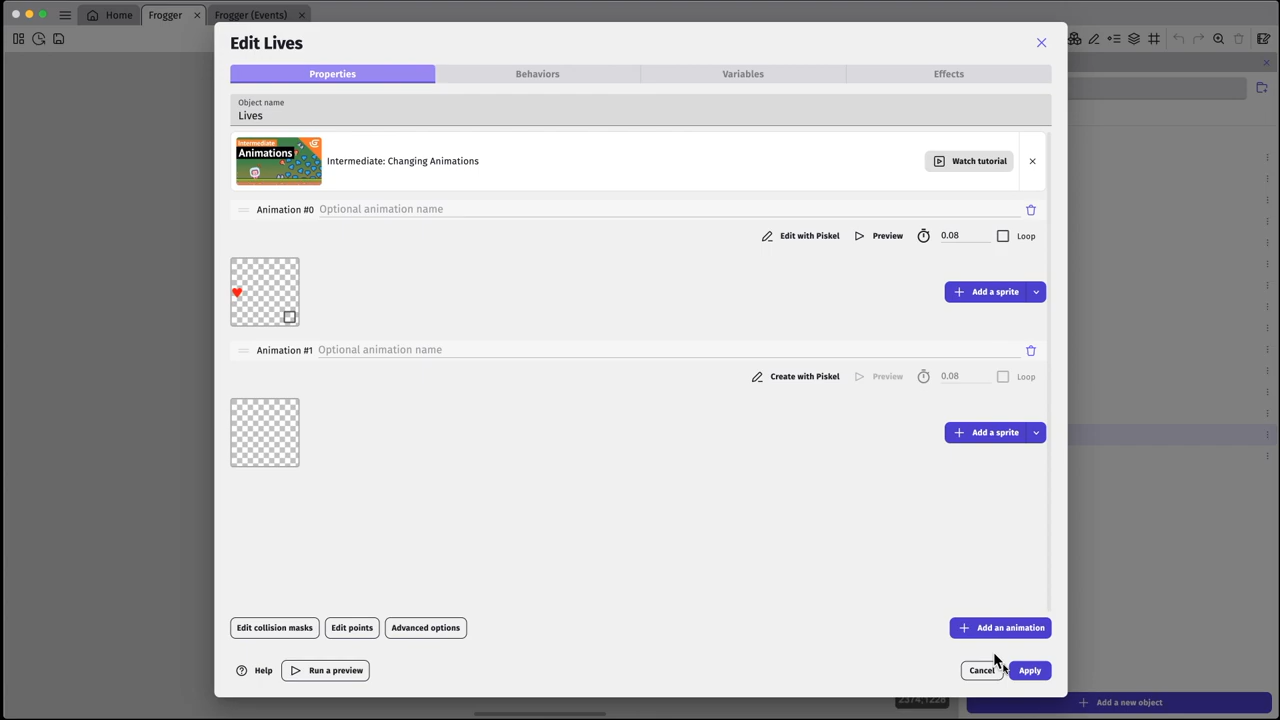 Home
Frogger
Frogger (Events)
Edit Lives
Properties
Behaviors
Variables
Effects
Object name
Lives
Intermediate
Animations
Intermediate: Changing Animations
Watch tutorial
Animation #0 Optional animation name
Edit with Piskel
Preview
0.08
Loop
Add a sprite
Animation #1 Optional animation name
Create with Piskel
Preview
0.08
Loop
Add a sprite
Edit collision masks
Edit points
Advanced options
Add an animation
Help
Run a preview
Cancel
Apply
2374;1228
Add a new object